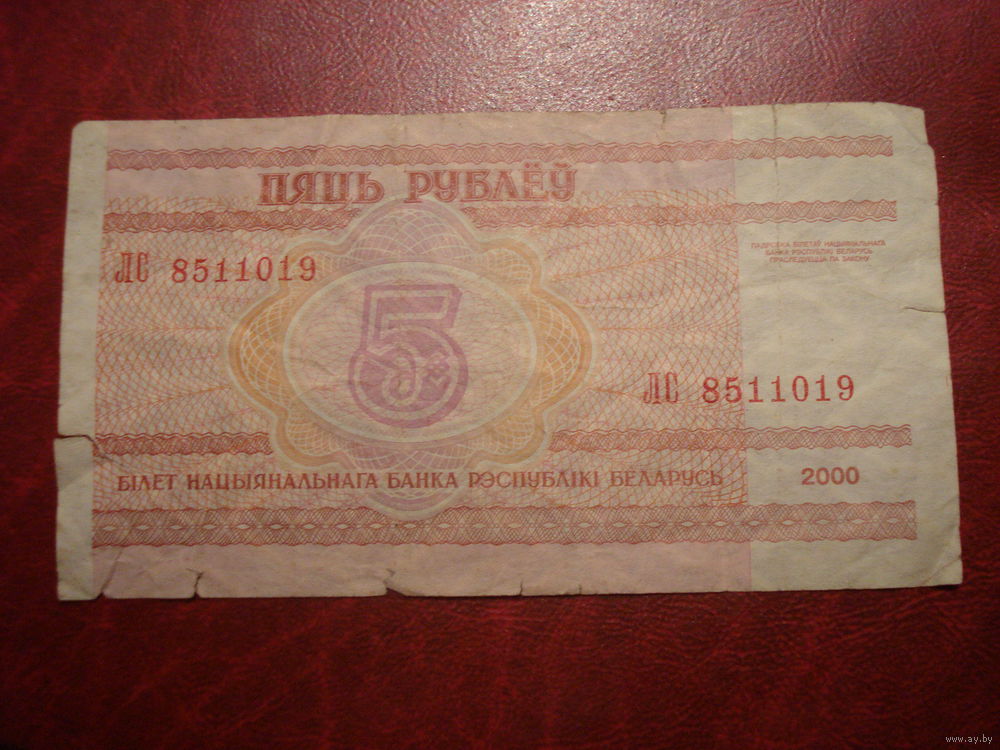 ПЯЦЬ РУБЛЁЎ
ПАДРОБКА БІЛЕТАЎ НАЦЫЯНАЛЬНАГА
БАНКА РЭСПУБЛІКІ БЕЛАРУСЬ
ПРАСЛЕДУЕЦЦА ПА ЗАКОНУ
ЛС 8511019
5
ЛС 8511019
БІЛЕТ НАЦЫЯНАЛЬНАГА БАНКА РЭСПУБЛІКІ БЕЛАРУСЬ
2000
www.ay.by